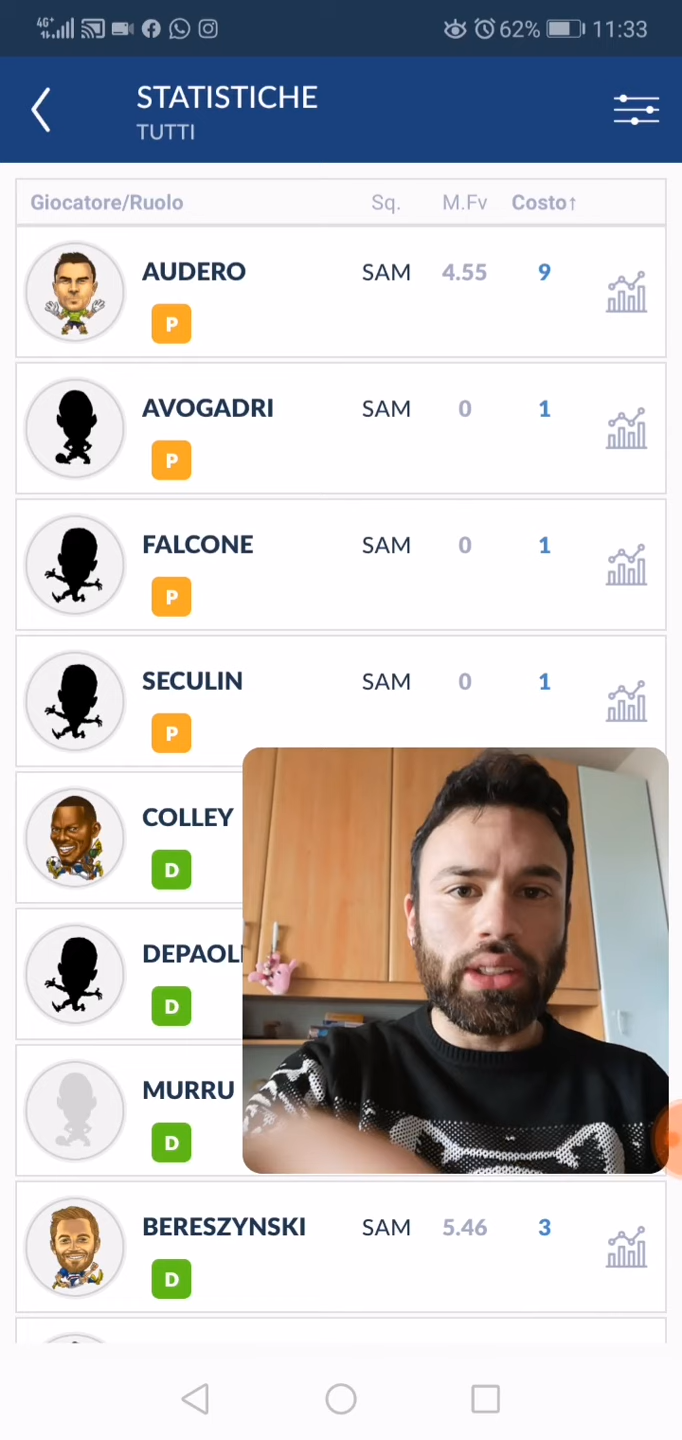 4G+ 62% 11:33
STATISTICHE
TUTTI
Giocatore/Ruolo Sq. M.Fv Costo↑
AUDERO SAM 4.55 9
P
AVOGADRI SAM 0 1
P
FALCONE SAM 0 1
P
SECULIN SAM 0 1
P
COLLEY
D
DEPAOLI
D
MURRU
D
BERESZYNSKI SAM 5.46 3
D